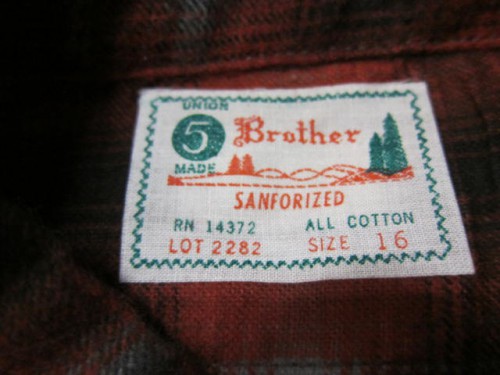 UNION
5 Brother
MADE
SANFORIZED
RN 14372 ALL COTTON
LOT 2282 SIZE 16